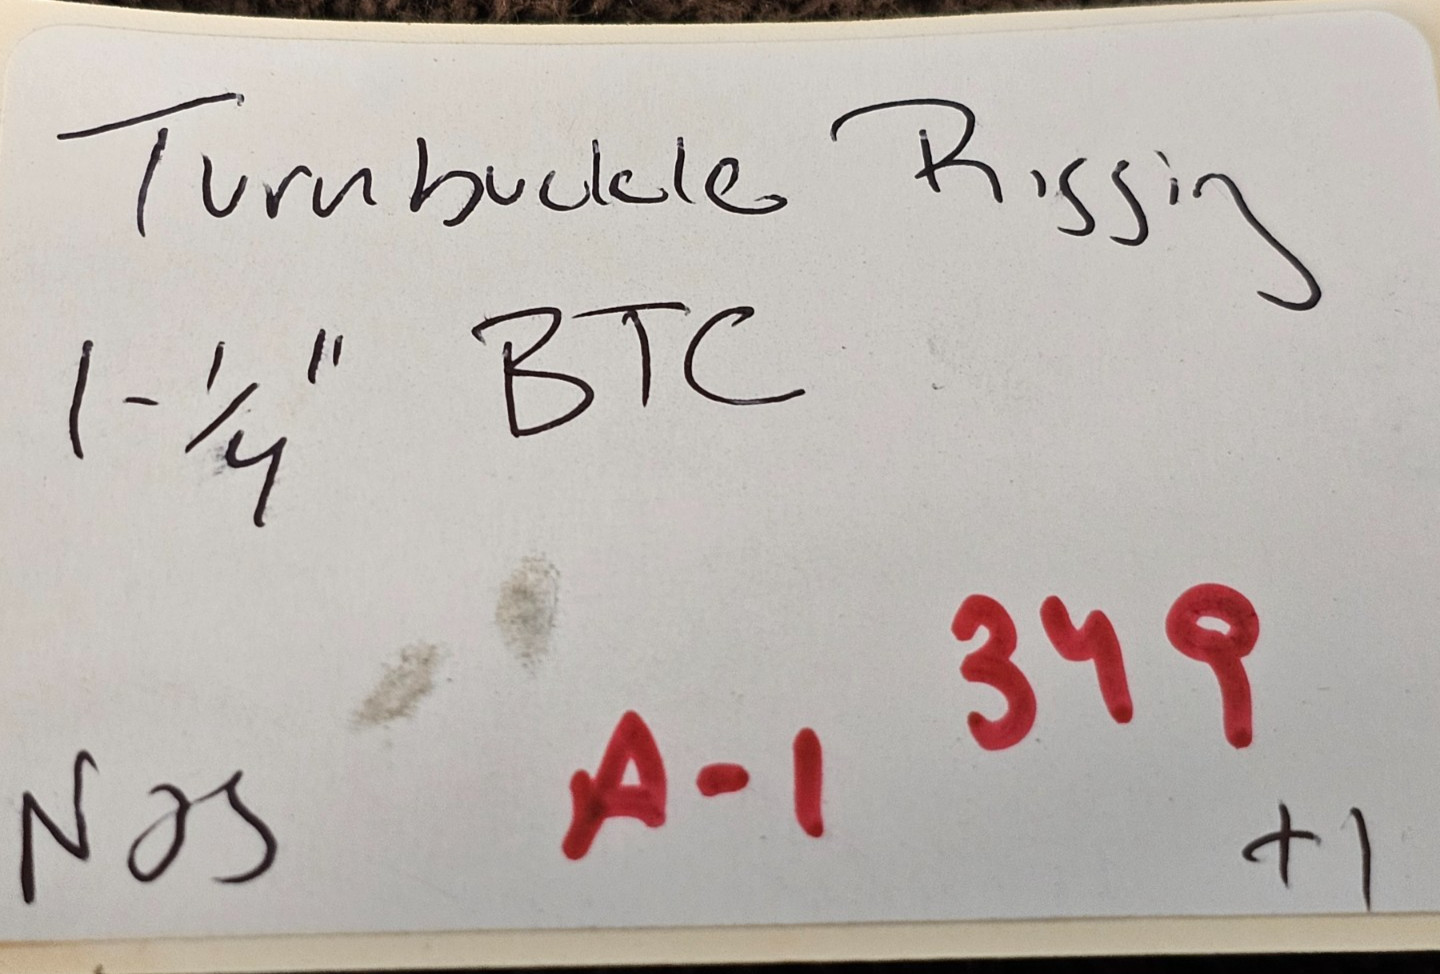 Turnbuckle Rigging
1-1/4" BTC
349
A-1
NOS
+1